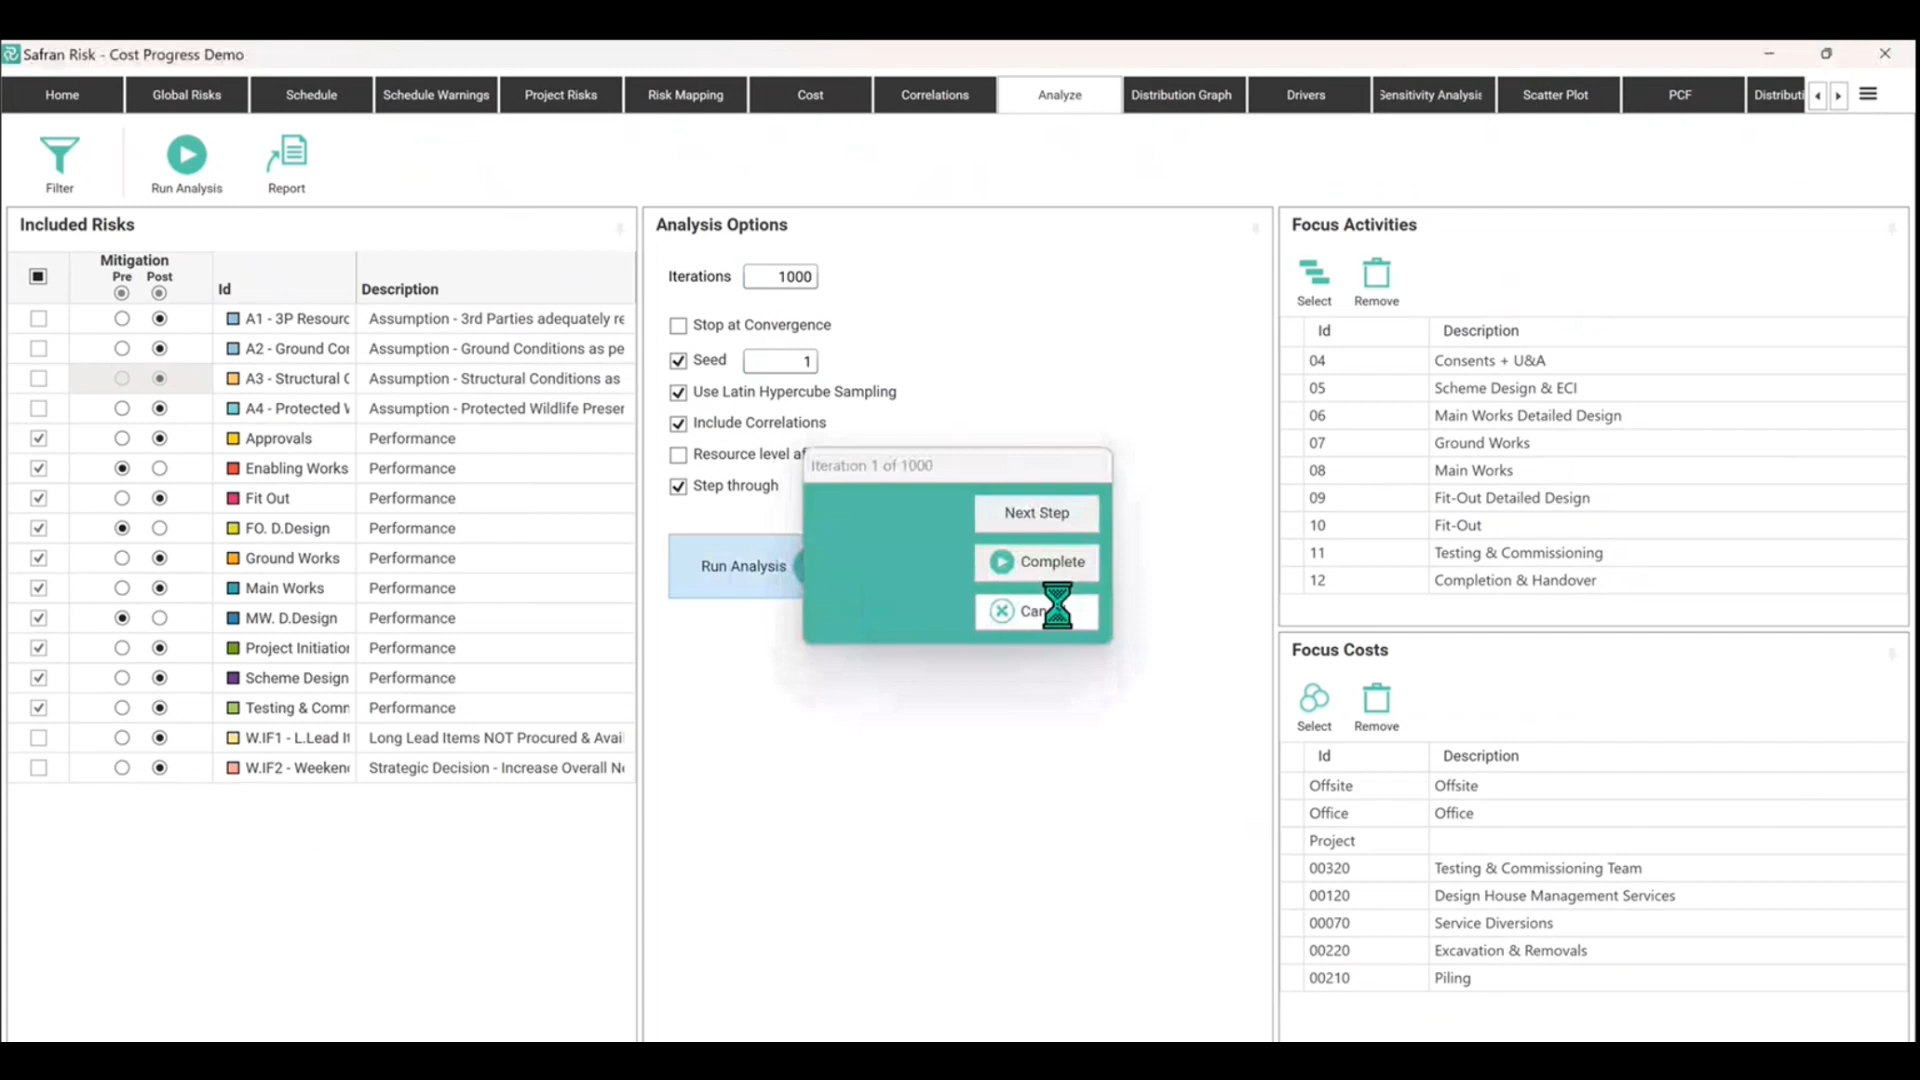 Safran Risk - Cost Progress Demo
Home Global Risks Schedule Schedule Warnings Project Risks Risk Mapping Cost Correlations Analyze Distribution Graph Drivers Sensitivity Analysis Scatter Plot PCF Distributi
Filter Run Analysis Report
Included Risks
Mitigation
Pre Post
Id Description
A1 - 3P Resourc Assumption - 3rd Parties adequately re
A2 - Ground Cor Assumption - Ground Conditions as pe
A3 - Structural C Assumption - Structural Conditions as
A4 - Protected W Assumption - Protected Wildlife Preser
Approvals Performance
Enabling Works Performance
Fit Out Performance
FO. D.Design Performance
Ground Works Performance
Main Works Performance
MW. D.Design Performance
Project Initiation Performance
Scheme Design Performance
Testing & Comm Performance
W.IF1 - L.Lead It Long Lead Items NOT Procured & Avai
W.IF2 - Weekend Strategic Decision - Increase Overall
Analysis Options
Iterations 1000
Stop at Convergence
Seed 1
Use Latin Hypercube Sampling
Include Correlations
Resource level
Step through
Run Analysis
Iteration 1 of 1000
Next Step
Complete
Focus Activities
Select Remove
Id Description
04 Consents + U&A
05 Scheme Design & ECI
06 Main Works Detailed Design
07 Ground Works
08 Main Works
09 Fit-Out Detailed Design
10 Fit-Out
11 Testing & Commissioning
12 Completion & Handover
Focus Costs
Select Remove
Id Description
Offsite Offsite
Office Office
Project
00320 Testing & Commissioning Team
00120 Design House Management Services
00070 Service Diversions
00220 Excavation & Removals
00210 Piling